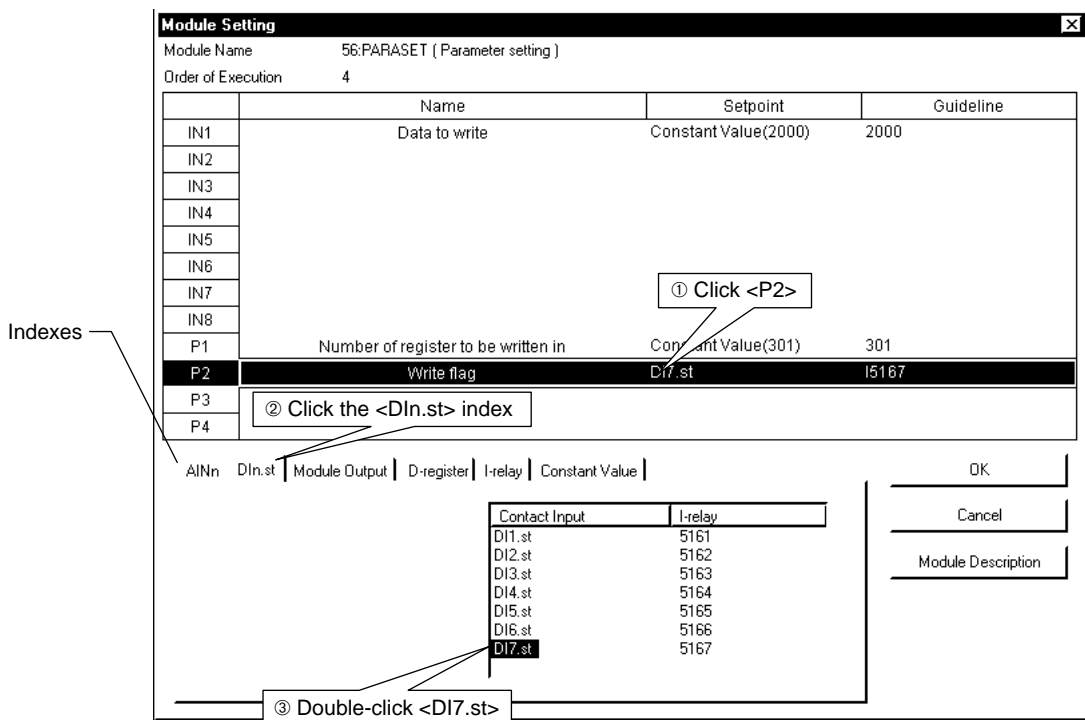 Module Setting
Module Name 56:PARASET ( Parameter setting )
Order of Execution 4
Name Setpoint Guideline
IN1 Data to write Constant Value(2000) 2000
IN2
IN3
IN4
IN5
IN6
IN7
① Click <P2>
IN8
Indexes
P1 Number of register to be written in Constant Value(301) 301
P2 Write flag DI7.st I5167
P3
② Click the <DIn.st> index
P4
AINn DIn.st Module Output D-register I-relay Constant Value OK
Contact Input I-relay Cancel
DI1.st 5161
DI2.st 5162
Module Description
DI3.st 5163
DI4.st 5164
DI5.st 5165
DI6.st 5166
DI7.st 5167
③ Double-click <DI7.st>